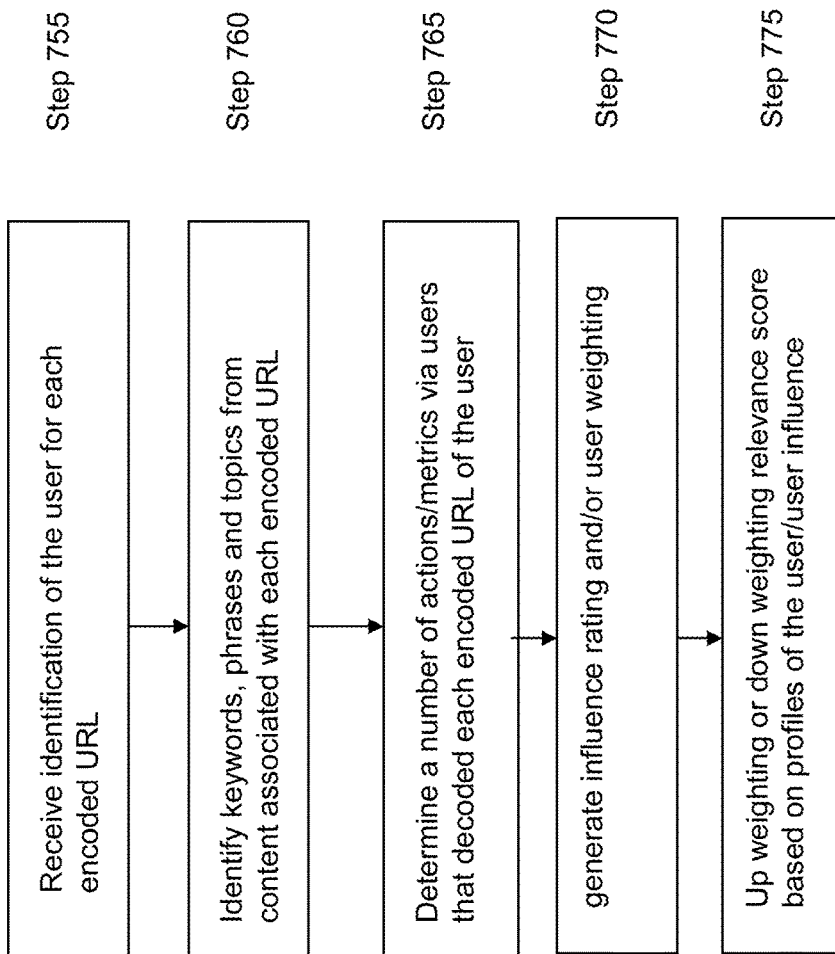 Receive identification of the user for each
encoded URL
Step 755
Identify keywords, phrases and topics from
content associated with each encoded URL
Step 760
Determine a number of actions/metrics via users
that decoded each encoded URL of the user
Step 765
generate influence rating and/or user weighting
Step 770
Up weighting or down weighting relevance score
based on profiles of the user/user influence
Step 775